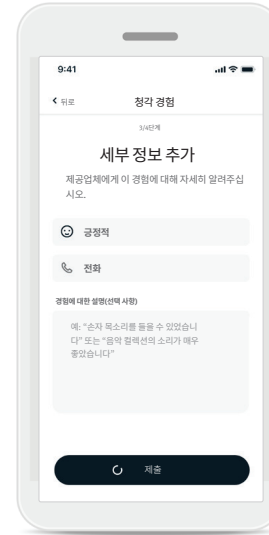 9:41
뒤로
청각 경험
3/4단계
세부 정보 추가
제공업체에게 이 경험에 대해 자세히 알려주십
시오.
긍정적
전화
경험에 대한 설명(선택 사항)
예: “손자 목소리를 들을 수 있었습니
다” 또는 “음악 컬렉션의 소리가 매우
좋았습니다”
제출